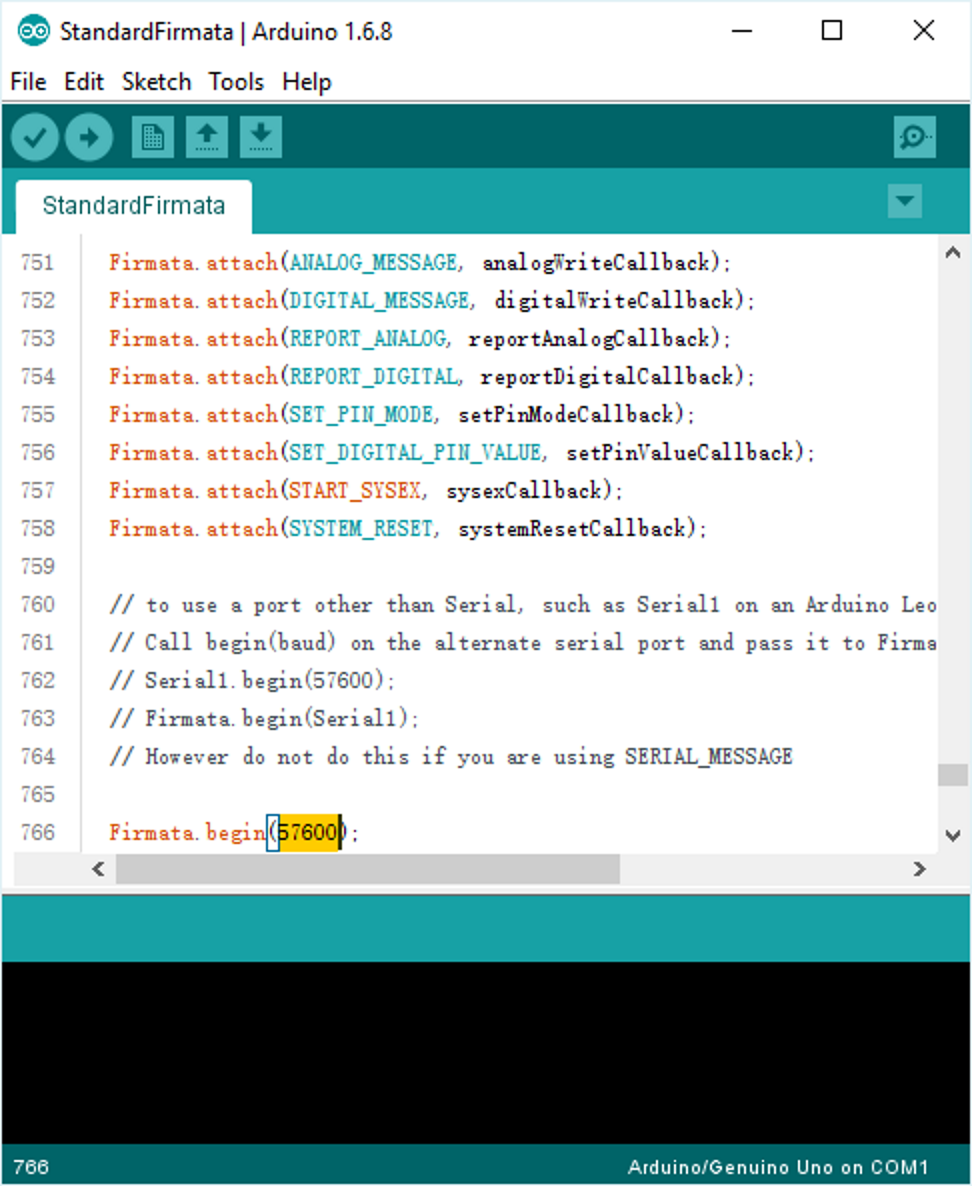 StandardFirmata | Arduino 1.6.8
File Edit Sketch Tools Help
StandardFirmata
751 Firmata.attach(ANALOG_MESSAGE, analogWriteCallback);
752 Firmata.attach(DIGITAL_MESSAGE, digitalWriteCallback);
753 Firmata.attach(REPORT_ANALOG, reportAnalogCallback);
754 Firmata.attach(REPORT_DIGITAL, reportDigitalCallback);
755 Firmata.attach(SET_PIN_MODE, setPinModeCallback);
756 Firmata.attach(SET_DIGITAL_PIN_VALUE, setPinValueCallback);
757 Firmata.attach(START_SYSEX, sysexCallback);
758 Firmata.attach(SYSTEM_RESET, systemResetCallback);
759
760 // to use a port other than Serial, such as Serial1 on an Arduino Leo
761 // Call begin(baud) on the alternate serial port and pass it to Firma
762 // Serial1.begin(57600);
763 // Firmata.begin(Serial1);
764 // However do not do this if you are using SERIAL_MESSAGE
765
766 Firmata.begin(57600);
766 Arduino/Genuino Uno on COM1